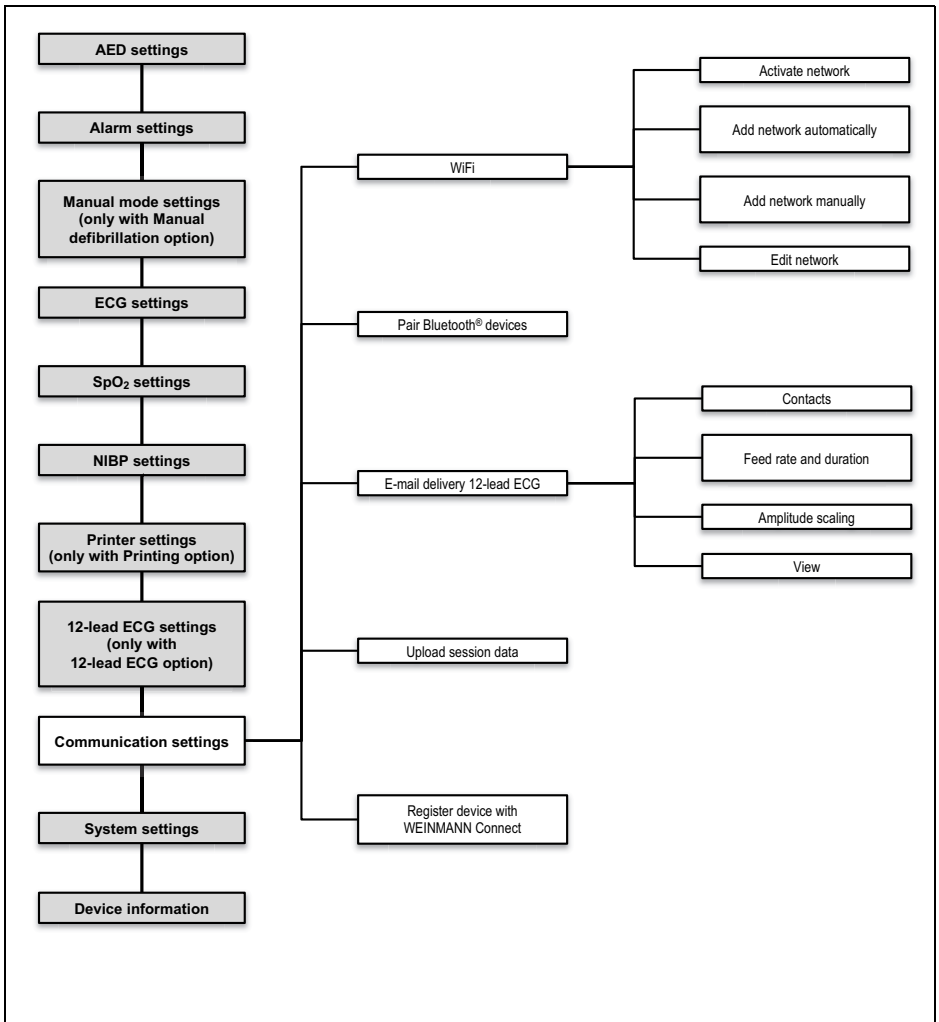 AED settings
Alarm settings
Manual mode settings
(only with Manual
defibrillation option)
ECG settings
SpO₂ settings
NIBP settings
Printer settings
(only with Printing option)
12-lead ECG settings
(only with
12-lead ECG option)
Communication settings
System settings
Device information
WiFi
Pair Bluetooth® devices
E-mail delivery 12-lead ECG
Upload session data
Register device with
WEINMANN Connect
Activate network
Add network automatically
Add network manually
Edit network
Contacts
Feed rate and duration
Amplitude scaling
View